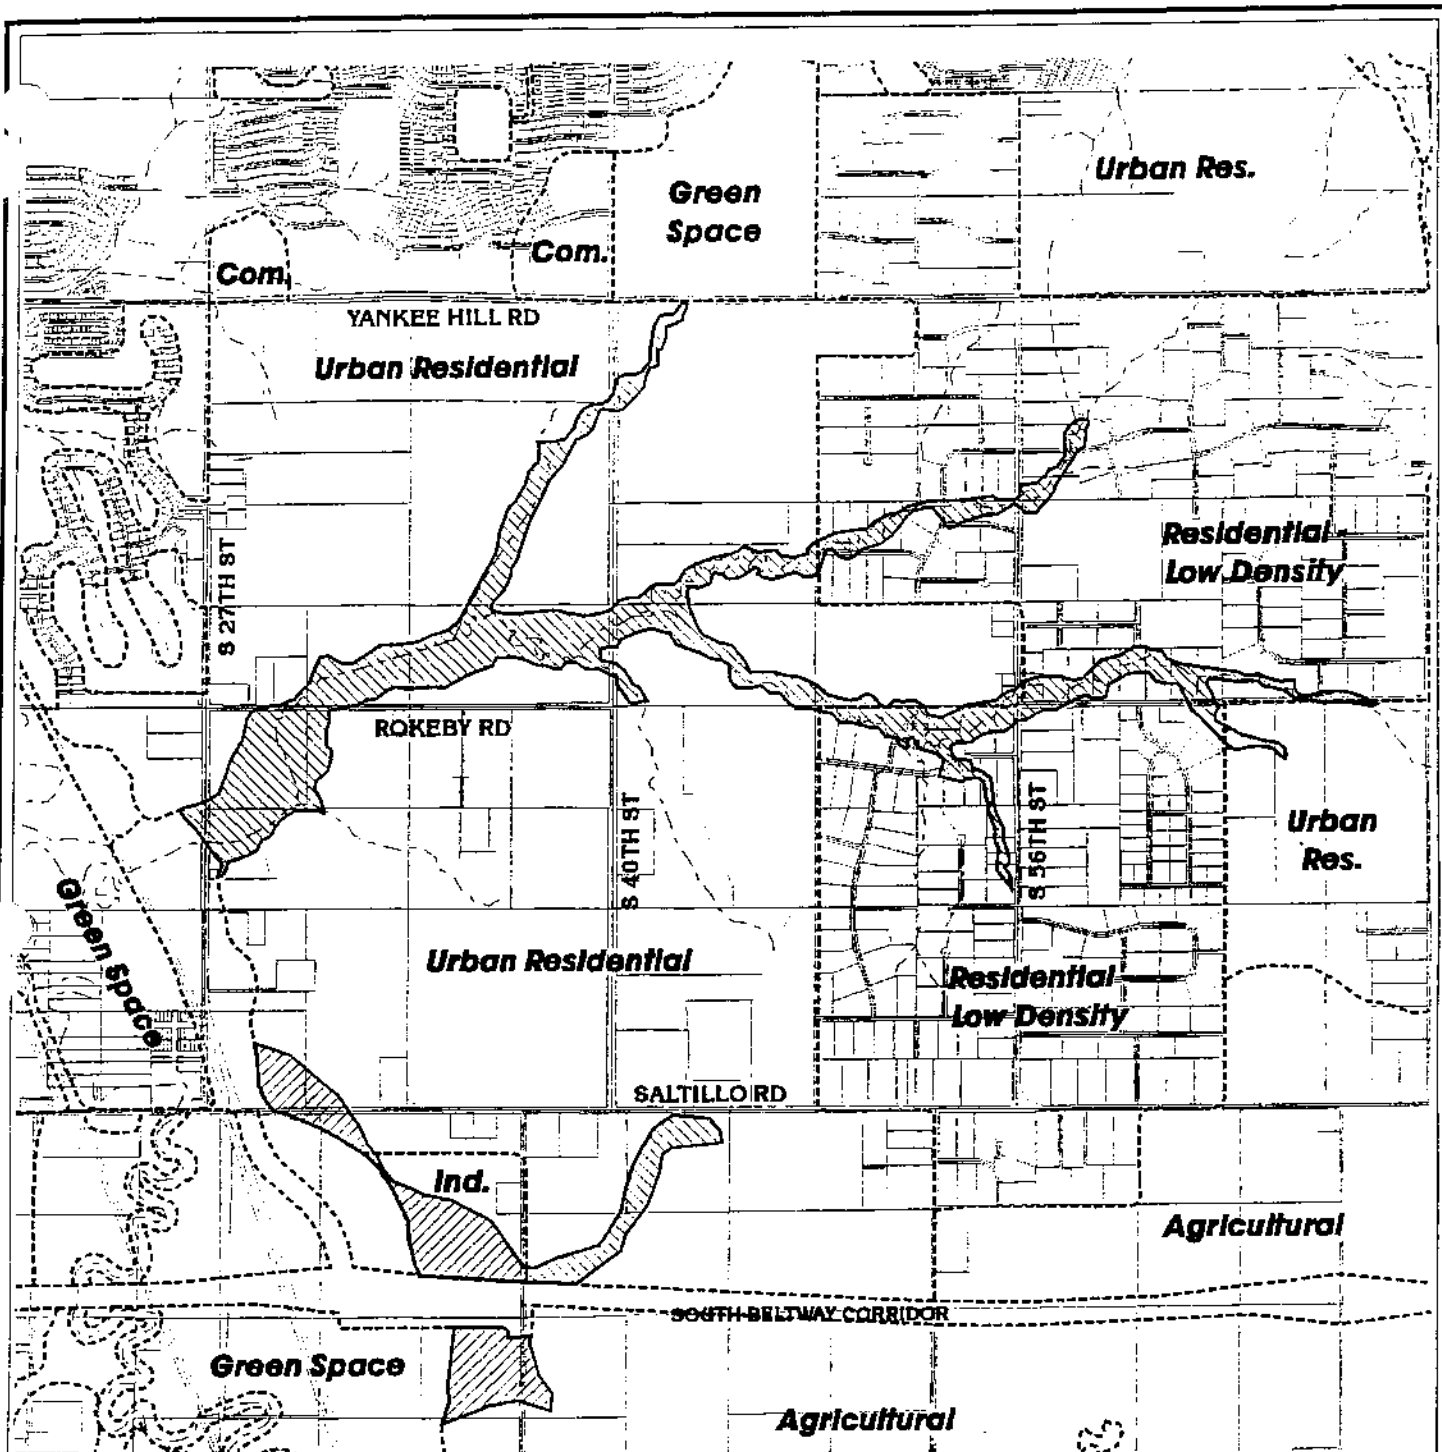 Urban Res.
Green
Space
Com.
Com.
YANKEE HILL RD
Urban Residential
Residential
Low Density
S 27TH ST
ROKEBY RD
S 40TH ST
S 56TH ST
Urban
Res.
Green Space
Urban Residential
Residential
Low Density
SALTILLO RD
Ind.
Agricultural
SOUTH BELTWAY CORRIDOR
Green Space
Agricultural